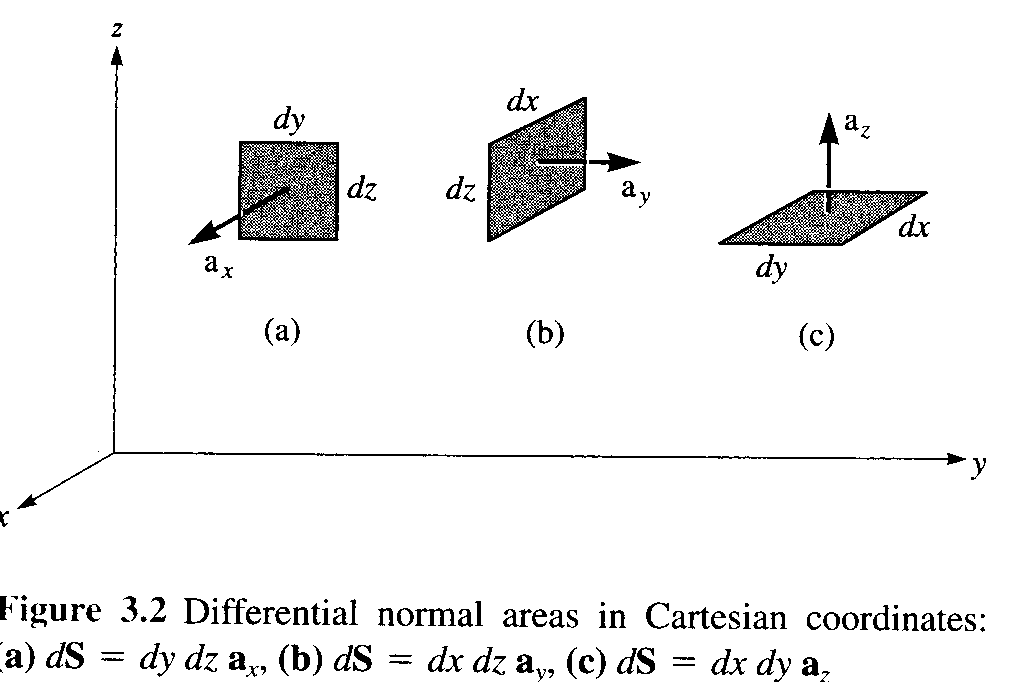 z
dy
dz
a_x
(a)
dx
dz
a_y
(b)
a_z
dx
dy
(c)
y
x
Figure 3.2 Differential normal areas in Cartesian coordinates:
(a) dS = dy dz a_x, (b) dS = dx dz a_y, (c) dS = dx dy a_z